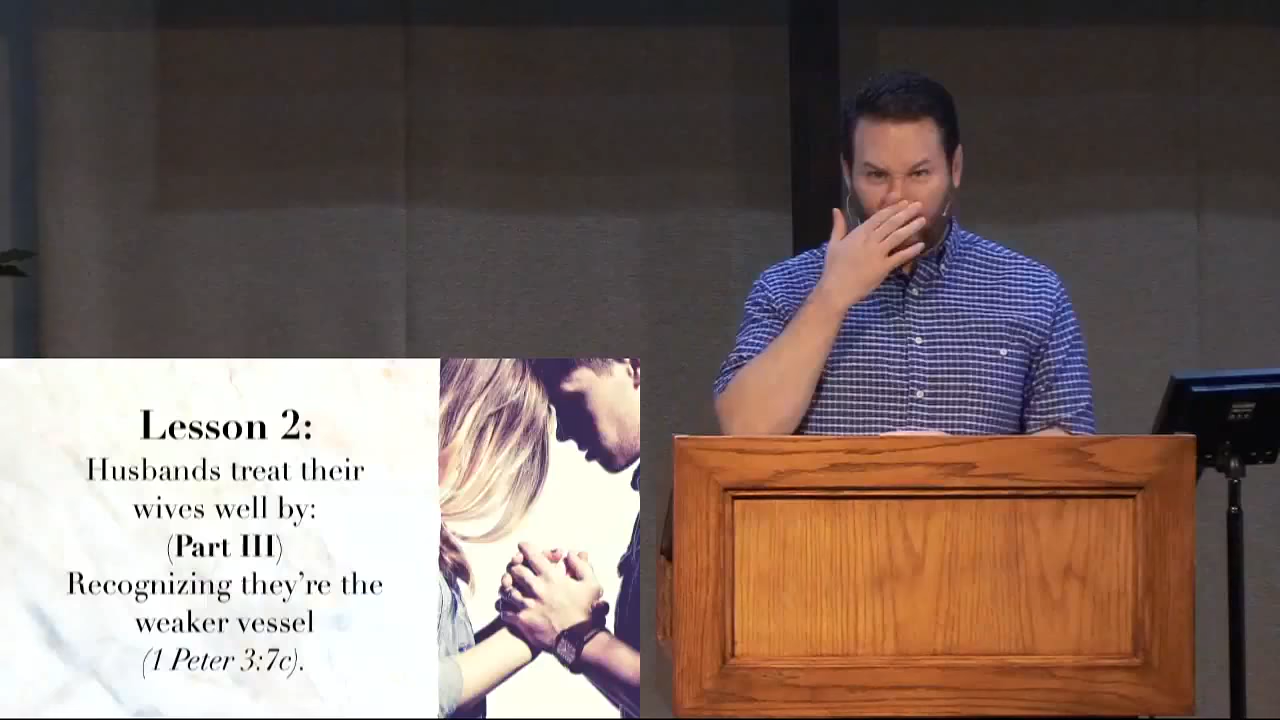 Lesson 2:
Husbands treat their
wives well by:
(Part III)
Recognizing they're the
weaker vessel
(1 Peter 3:7c).